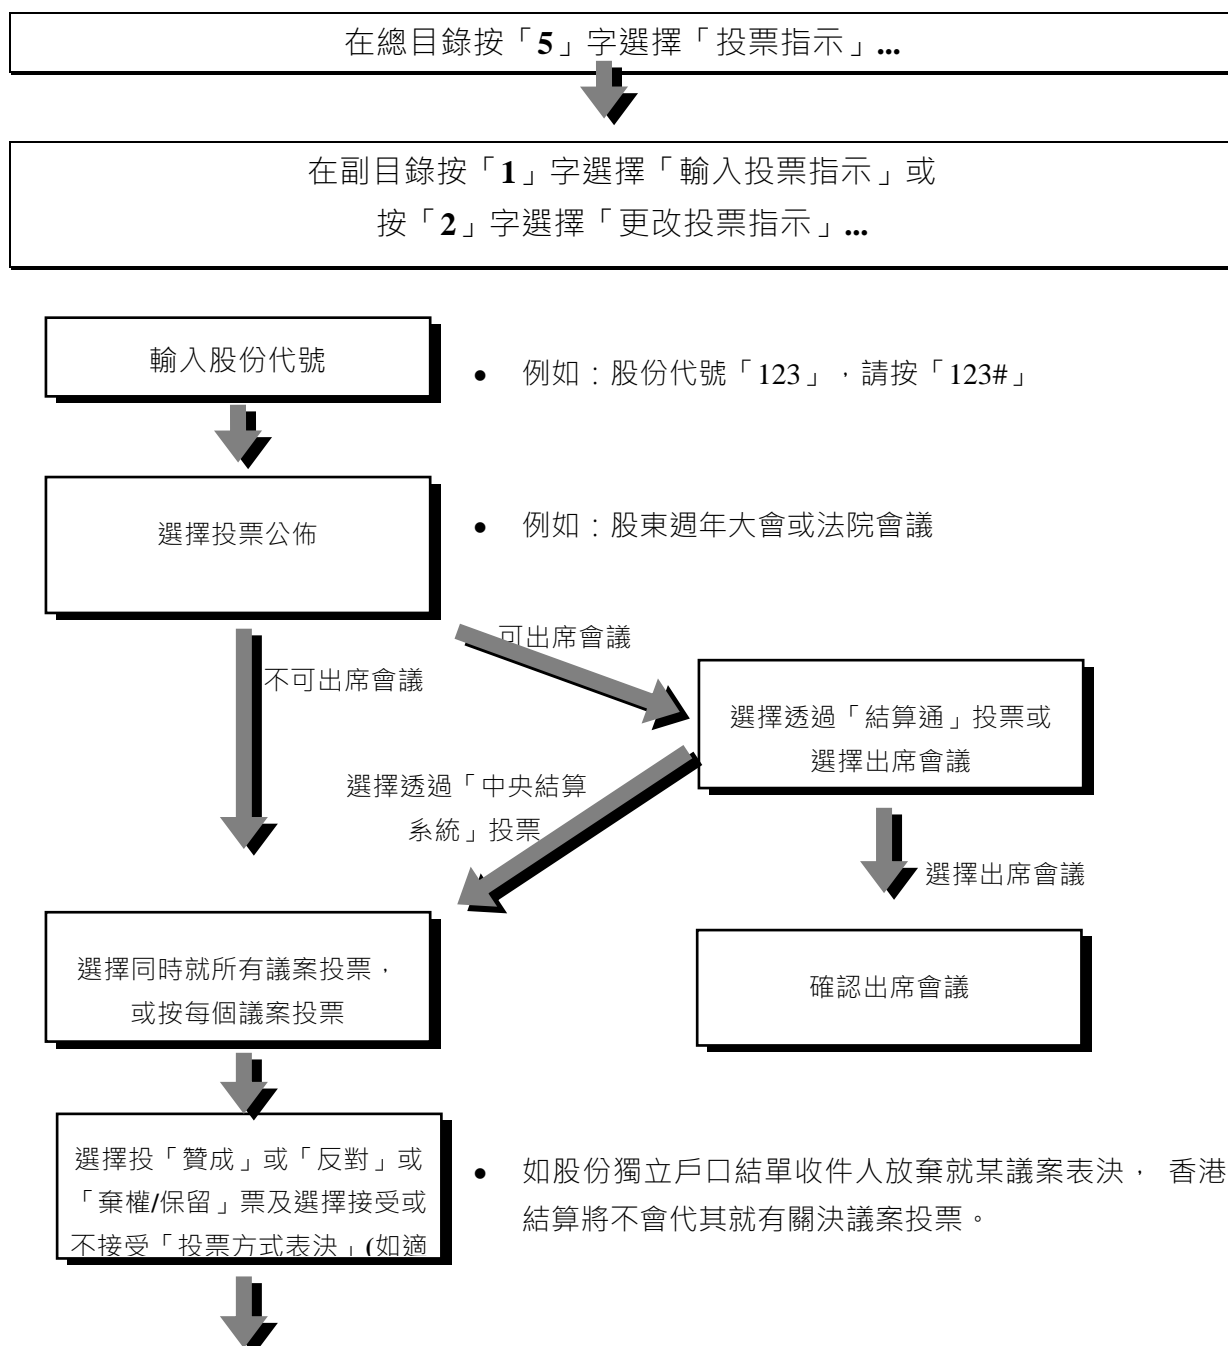 在總目錄按「5」字選擇「投票指示」...
在副目錄按「1」字選擇「輸入投票指示」或
按「2」字選擇「更改投票指示」...
輸入股份代號
• 例如：股份代號「123」，請按「123#」
選擇投票公佈
• 例如：股東週年大會或法院會議
可出席會議
不可出席會議
選擇透過「結算通」投票或
選擇出席會議
選擇透過「中央結算
系統」投票
選擇出席會議
選擇同時就所有議案投票，
或按每個議案投票
確認出席會議
選擇投「贊成」或「反對」或
「棄權/保留」票及選擇接受或
不接受「投票方式表決」(如適
• 如股份獨立戶口結單收件人放棄就某議案表決， 香港
結算將不會代其就有關決議案投票。